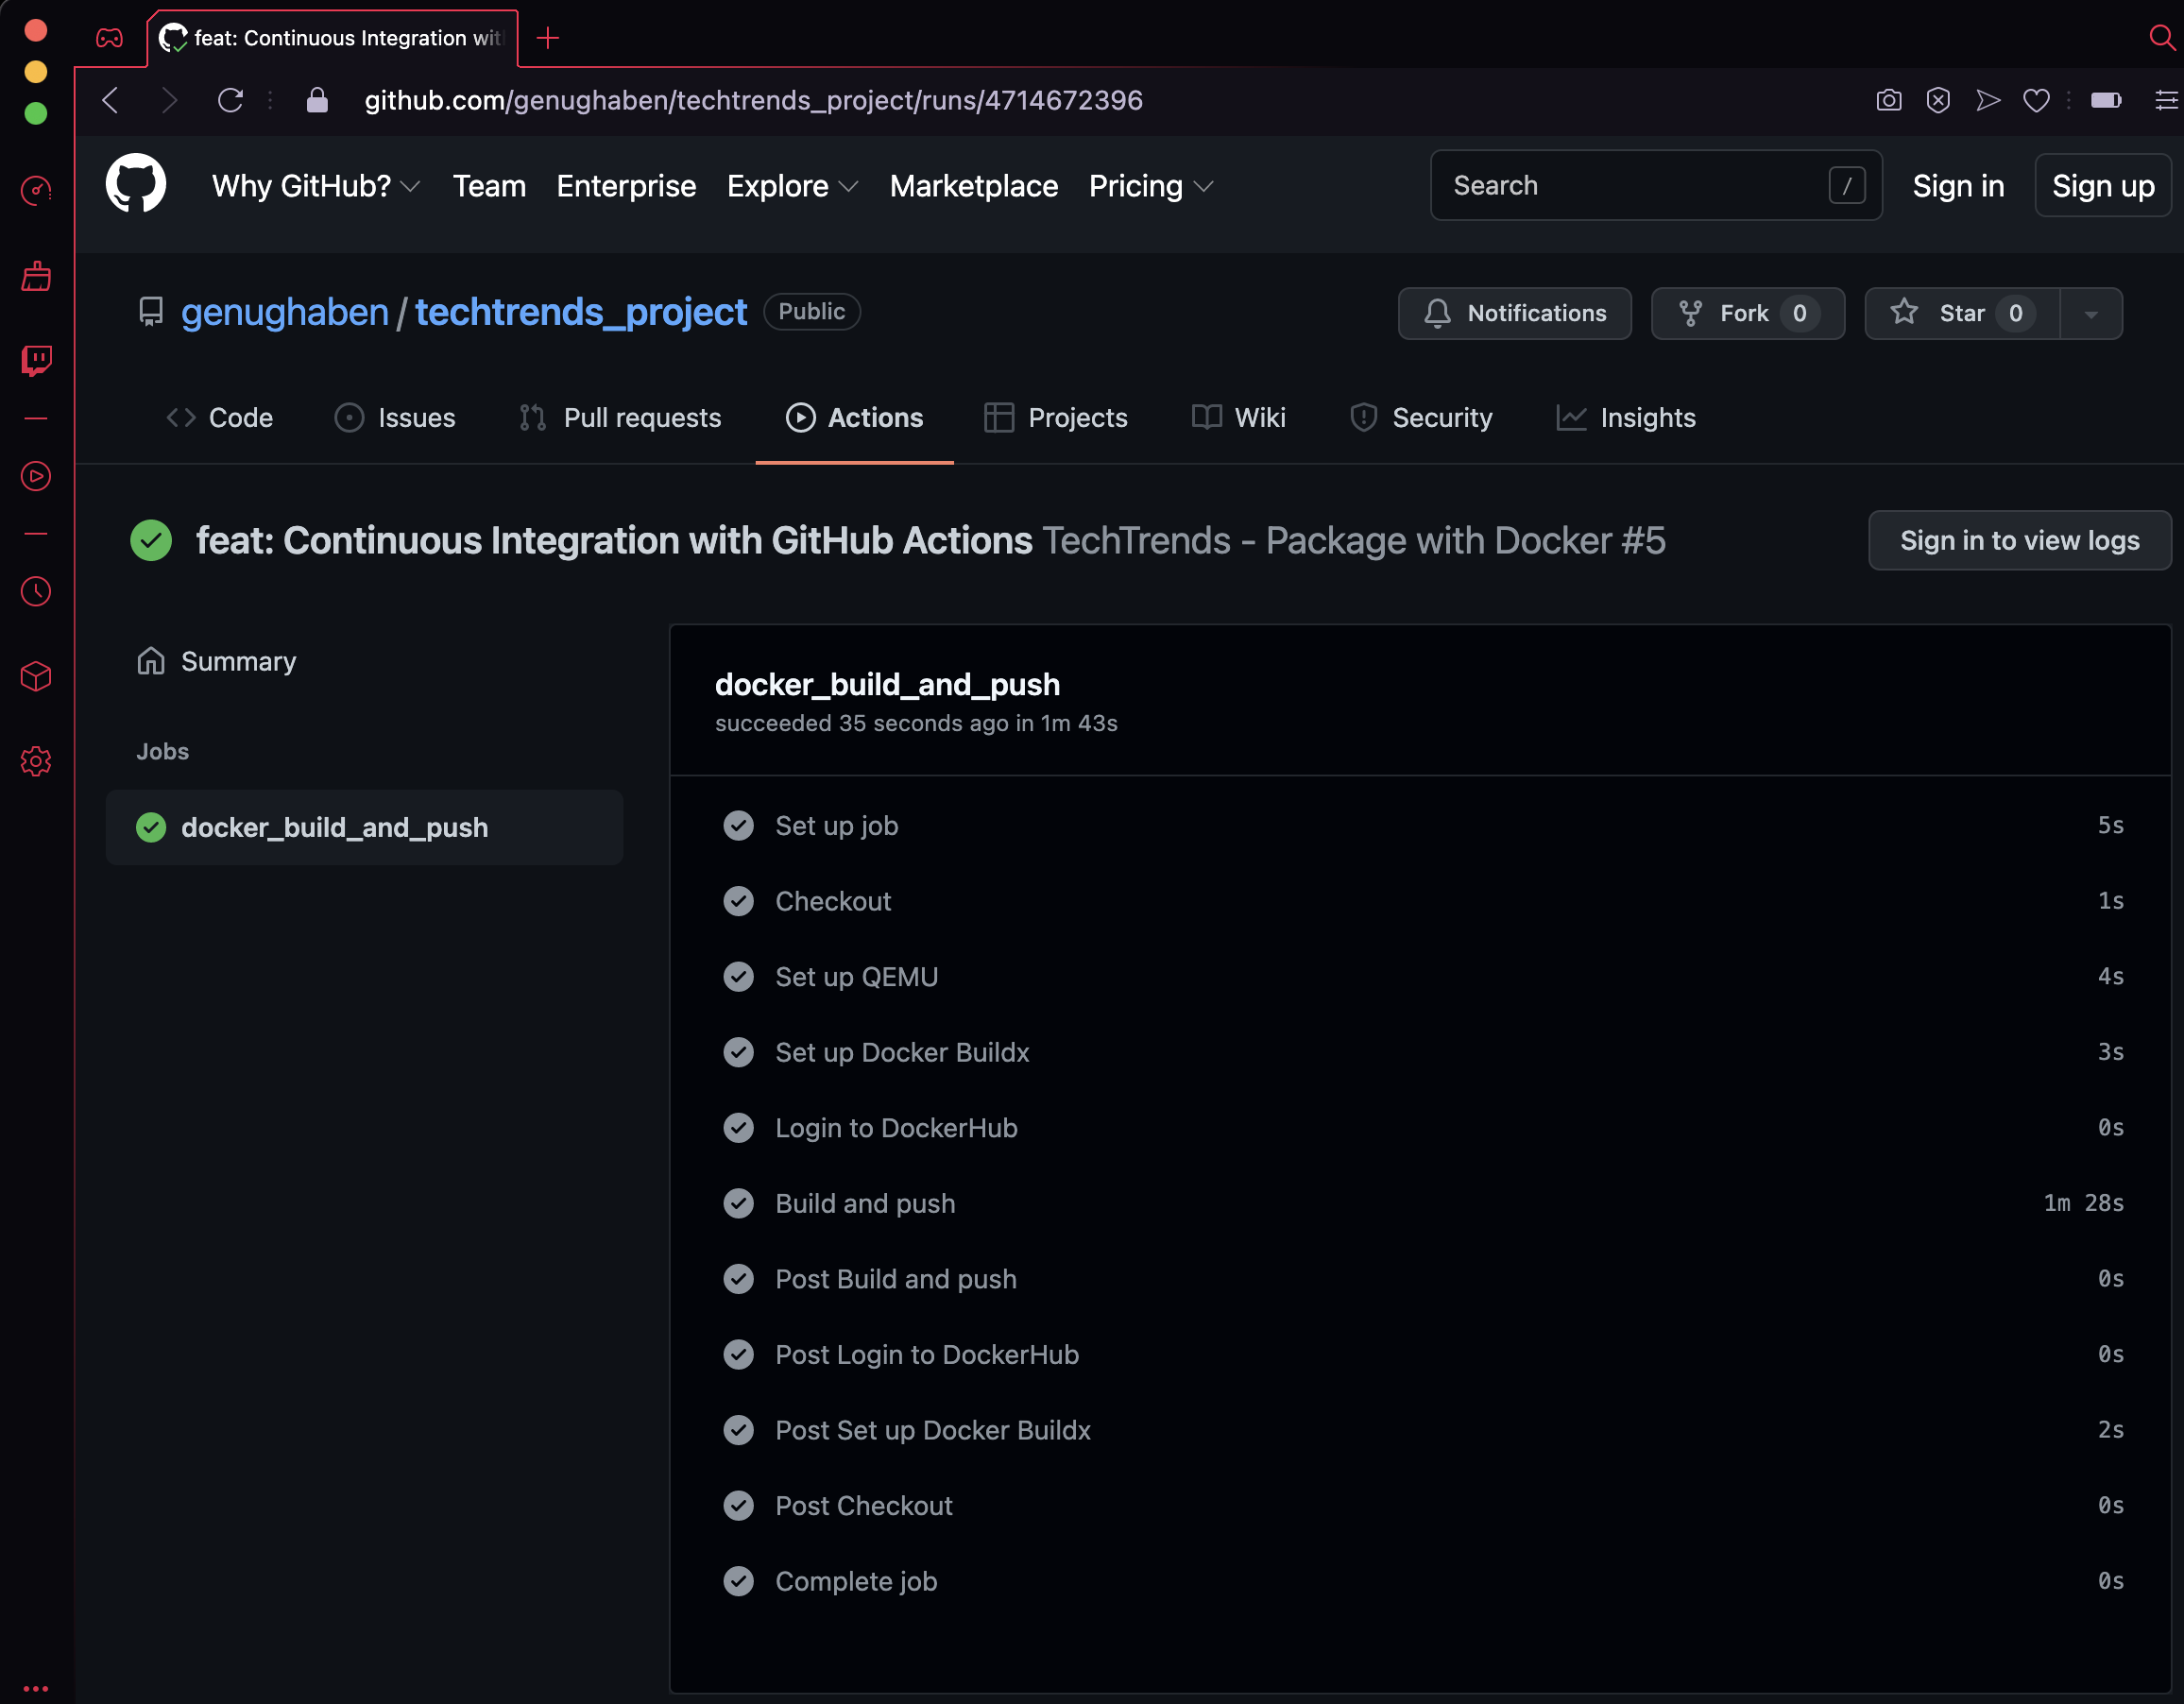 feat: Continuous Integration wit
github.com/genughaben/techtrends_project/runs/4714672396
Why GitHub? Team Enterprise Explore Marketplace Pricing Search / Sign in Sign up
genughaben / techtrends_project Public Notifications Fork 0 Star 0
Code Issues Pull requests Actions Projects Wiki Security Insights
feat: Continuous Integration with GitHub Actions TechTrends - Package with Docker #5 Sign in to view logs
Summary
Jobs
docker_build_and_push
docker_build_and_push
succeeded 35 seconds ago in 1m 43s
Set up job 5s
Checkout 1s
Set up QEMU 4s
Set up Docker Buildx 3s
Login to DockerHub 0s
Build and push 1m 28s
Post Build and push 0s
Post Login to DockerHub 0s
Post Set up Docker Buildx 2s
Post Checkout 0s
Complete job 0s